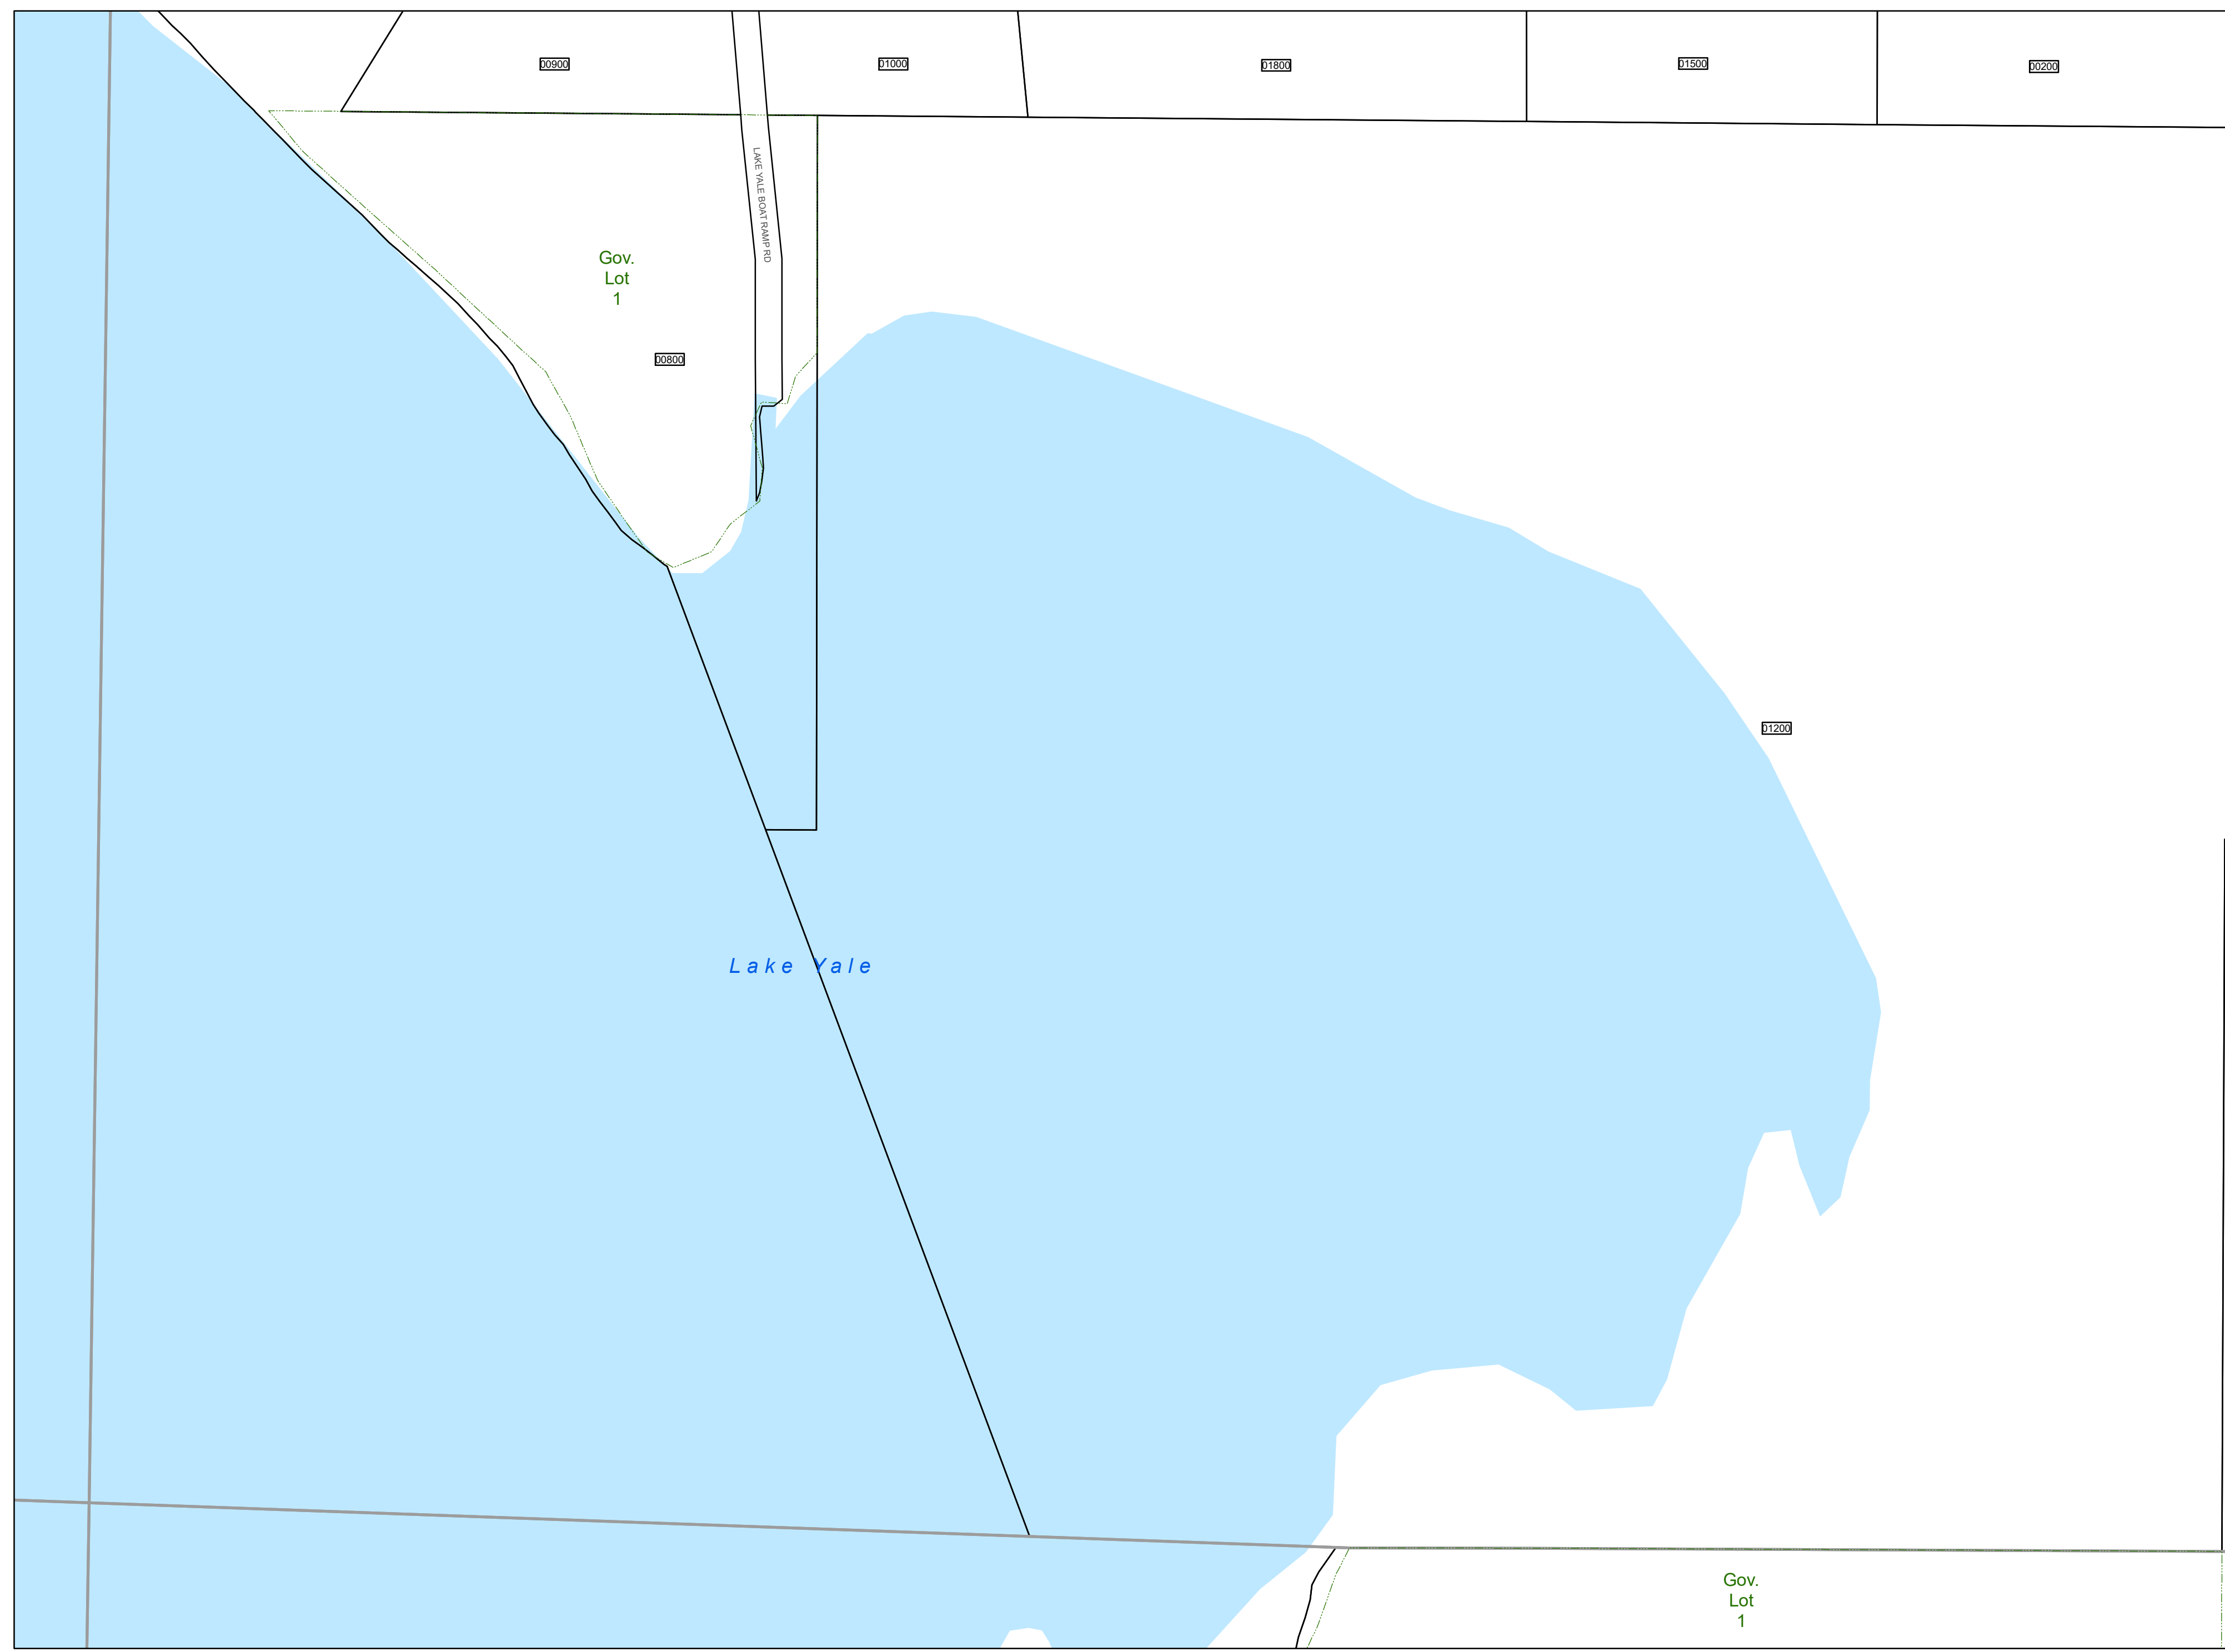 00900
01000
01800
01500
00200
LAKE YALE BOAT RAMP RD
Gov.
Lot
1
00800
01200
Lake Yale
Gov.
Lot
1